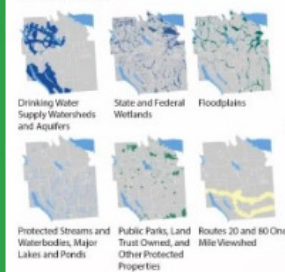 Drinking Water
Supply Watersheds
and Aquifers
State and Federal
Wetlands
Floodplains
Protected Streams and
Waterbodies, Major
Lakes and Ponds
Public Parks, Land
Trust Owned, and
Other Protected
Properties
Routes 20 and 80 One
Mile Viewshed